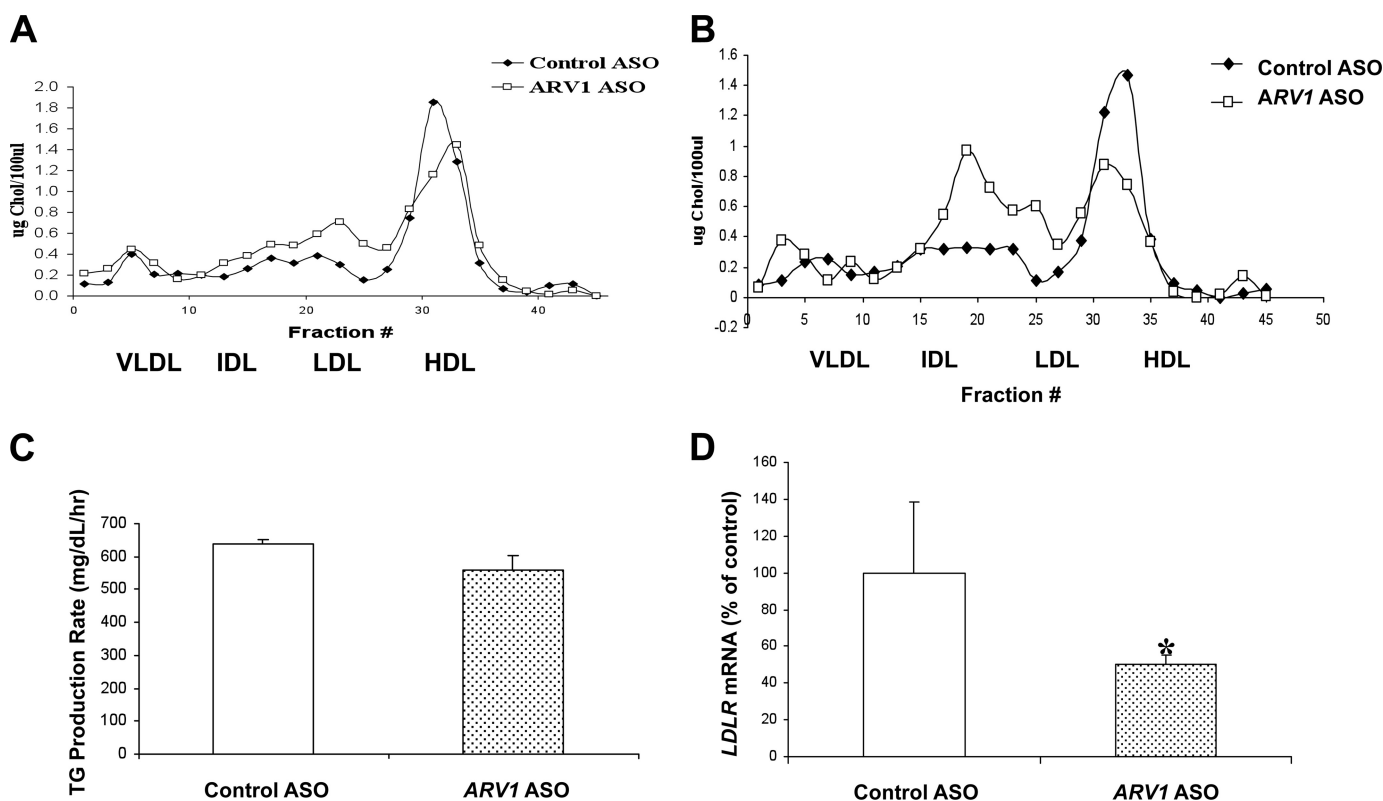 A
Control ASO
ARV1 ASO
ug Chol/100ul
2.0
1.8
1.6
1.4
1.2
1.0
0.8
0.6
0.4
0.2
0.0
0 10 20 30 40
Fraction #
VLDL IDL LDL HDL
B
Control ASO
ARV1 ASO
ug Chol/100ul
1.6
1.4
1.2
1
0.8
0.6
0.4
0.2
0
-0.2
0 5 10 15 20 25 30 35 40 45 50
VLDL IDL LDL HDL
Fraction #
C
TG Production Rate (mg/dL/hr)
700
600
500
400
300
200
100
0
Control ASO ARV1 ASO
D
LDLR mRNA (% of control)
160
140
120
100
80
60
40
20
0
*
Control ASO ARV1 ASO